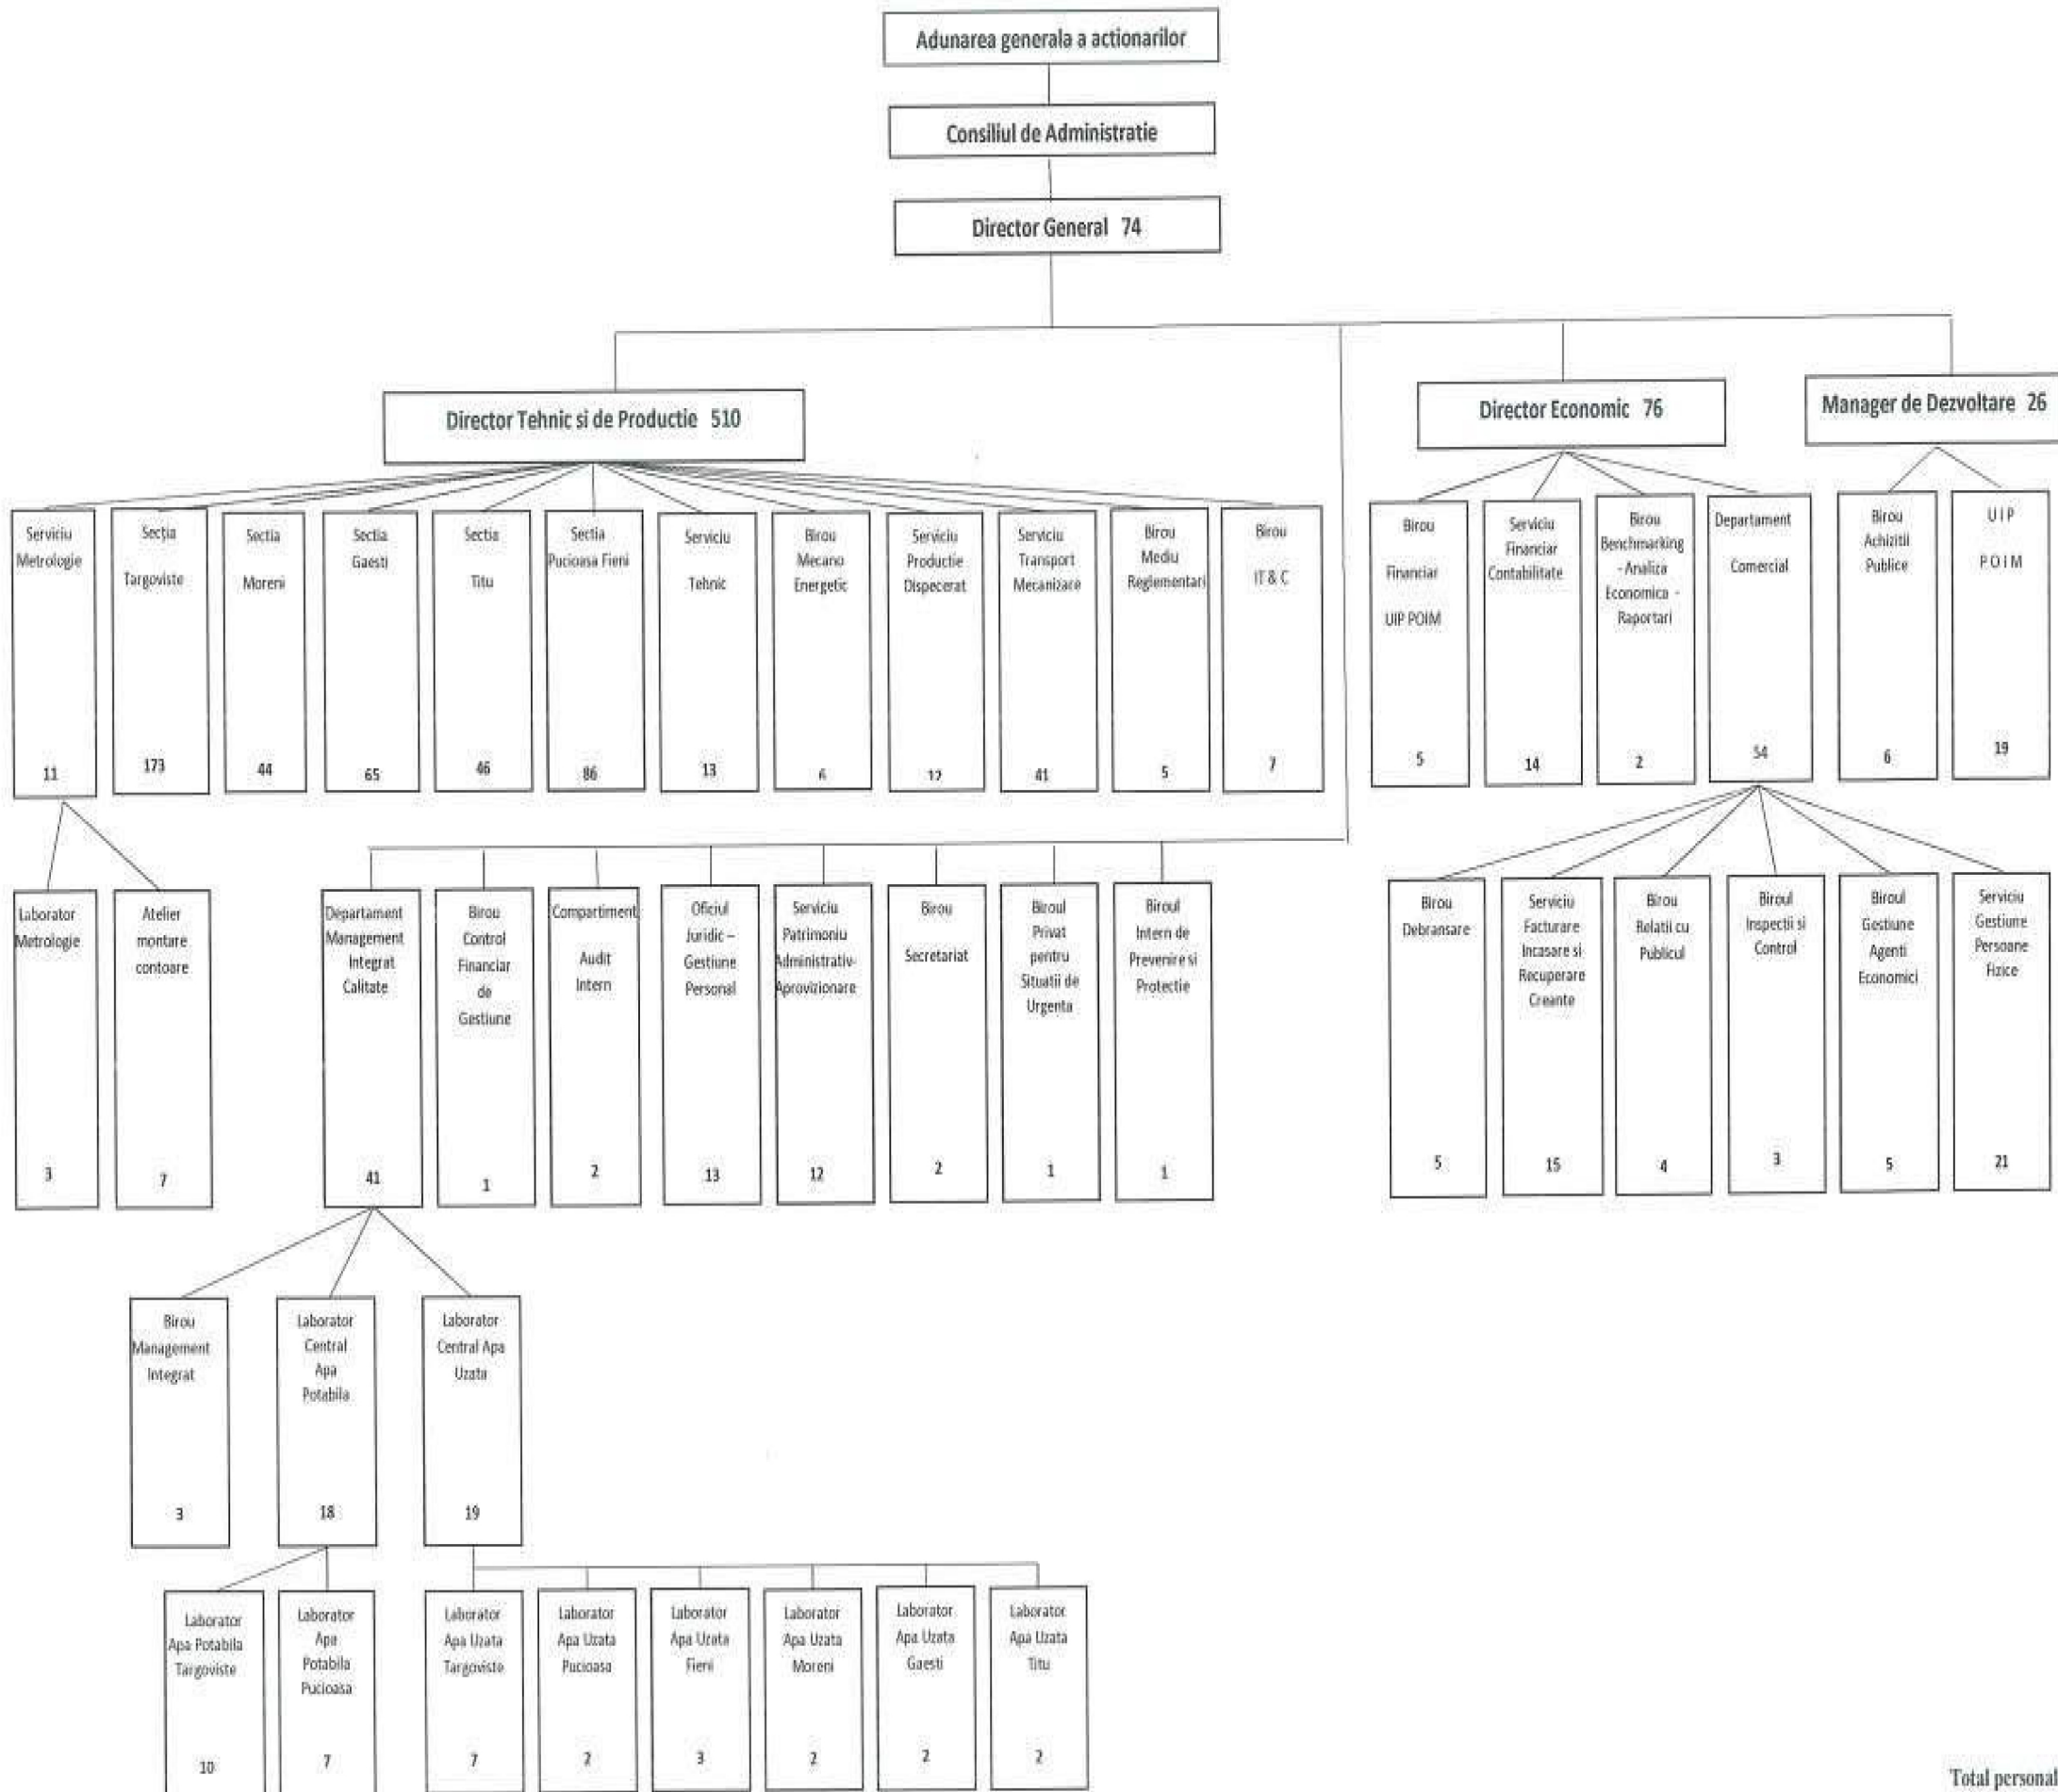 Adunarea generala a actionarilor
Consiliul de Administratie
Director General 74
Director Tehnic si de Productie 510
Director Economic 76
Manager de Dezvoltare 26
Serviciu
Metrologie
11
Secția
Targoviste
173
Sectia
Moreni
44
Sectia
Gaesti
65
Sectia
Titu
46
Sectia
Pucioasa Fieni
86
Serviciu
Tehnic
13
Birou
Mecano
Energetic
6
Serviciu
Productie
Dispecerat
12
Serviciu
Transport
Mecanizare
41
Birou
Mediu
Reglementari
5
Birou
IT & C
7
Birou
Financiar
UIP POIM
5
Serviciu
Financiar
Contabilitate
14
Birou
Benchmarking
- Analiza
Economica -
Raportari
2
Departament
Comercial
54
Birou
Achizitii
Publice
6
U I P
P O I M
19
Laborator
Metrologie
3
Atelier
montare
contoare
7
Departament
Management
Integrat
Calitate
41
Birou
Control
Financiar
de
Gestiune
1
Compartiment
Audit
Intern
2
Oficiul
Juridic –
Gestiune
Personal
13
Serviciu
Patrimoniu
Administrativ-
Aprovizionare
12
Birou
Secretariat
2
Biroul
Privat
pentru
Situatii de
Urgenta
1
Biroul
Intern de
Prevenire si
Protectie
1
Birou
Debransare
5
Serviciu
Facturare
Incasare si
Recuperare
Creante
15
Birou
Relatii cu
Publicul
4
Biroul
Inspectii si
Control
3
Biroul
Gestiune
Agenti
Economici
5
Serviciu
Gestiune
Persoane
Fizice
21
Birou
Management
Integrat
3
Laborator
Central
Apa
Potabila
18
Laborator
Central Apa
Uzata
19
Laborator
Apa Potabila
Targoviste
10
Laborator
Apa
Potabila
Pucioasa
7
Laborator
Apa Uzata
Targoviste
7
Laborator
Apa Uzata
Pucioasa
2
Laborator
Apa Uzata
Fieni
3
Laborator
Apa Uzata
Moreni
2
Laborator
Apa Uzata
Gaesti
2
Laborator
Apa Uzata
Titu
2
Total personal